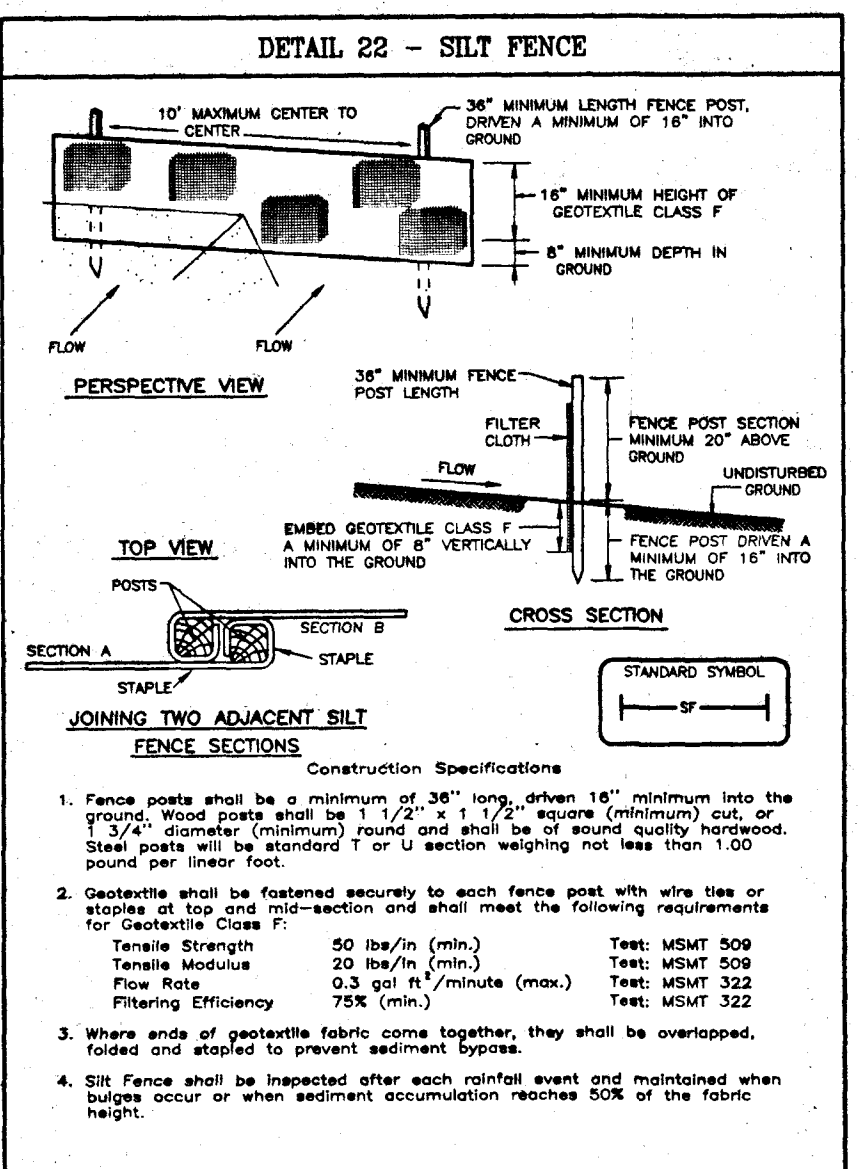 DETAIL 22 - SILT FENCE
10' MAXIMUM CENTER TO
CENTER
36" MINIMUM LENGTH FENCE POST,
DRIVEN A MINIMUM OF 16" INTO
GROUND
16" MINIMUM HEIGHT OF
GEOTEXTILE CLASS F
8" MINIMUM DEPTH IN
GROUND
FLOW
FLOW
PERSPECTIVE VIEW
36" MINIMUM FENCE
POST LENGTH
FILTER
CLOTH
FENCE POST SECTION
MINIMUM 20" ABOVE
GROUND
FLOW
UNDISTURBED
GROUND
EMBED GEOTEXTILE CLASS F
A MINIMUM OF 8" VERTICALLY
INTO THE GROUND
FENCE POST DRIVEN A
MINIMUM OF 16" INTO
THE GROUND
CROSS SECTION
TOP VIEW
POSTS
SECTION B
SECTION A
STAPLE
STAPLE
JOINING TWO ADJACENT SILT
FENCE SECTIONS
STANDARD SYMBOL
SF
Construction Specifications
1. Fence posts shall be a minimum of 36" long, driven 16" minimum into the
ground. Wood posts shall be 1 1/2" x 1 1/2" square (minimum) cut, or
1 3/4" diameter (minimum) round and shall be of sound quality hardwood.
Steel posts will be standard T or U section weighing not less than 1.00
pound per linear foot.
2. Geotextile shall be fastened securely to each fence post with wire ties or
staples at top and mid-section and shall meet the following requirements
for Geotextile Class F:
Tensile Strength 50 lbs/in (min.) Test: MSMT 509
Tensile Modulus 20 lbs/in (min.) Test: MSMT 509
Flow Rate 0.3 gal ft²/minute (max.) Test: MSMT 322
Filtering Efficiency 75% (min.) Test: MSMT 322
3. Where ends of geotextile fabric come together, they shall be overlapped,
folded and stapled to prevent sediment bypass.
4. Silt Fence shall be inspected after each rainfall event and maintained when
bulges occur or when sediment accumulation reaches 50% of the fabric
height.